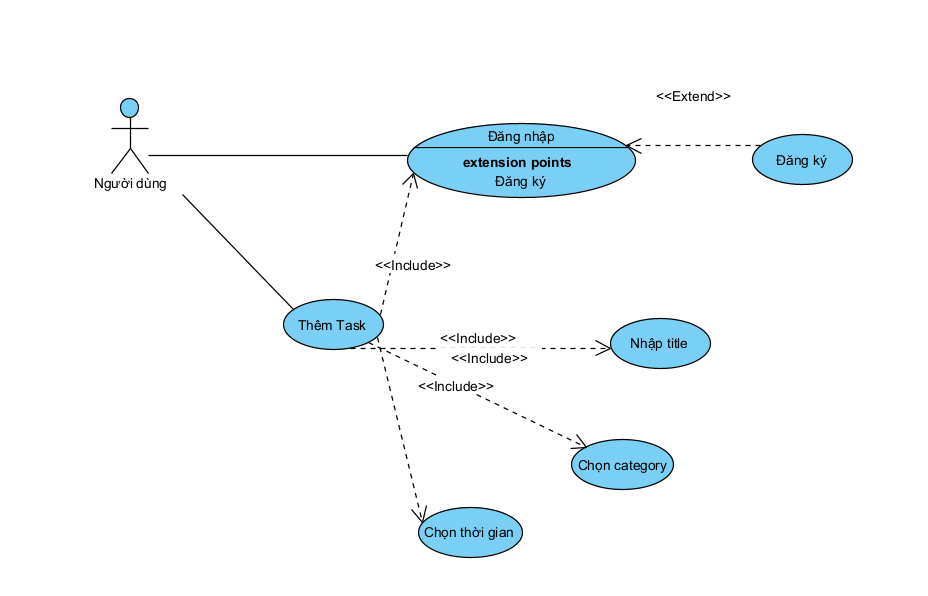 <<Extend>>
Đăng nhập
extension points
Đăng ký
Đăng ký
Người dùng
<<Include>>
Thêm Task
<<Include>>
<<Include>>
<<Include>>
Nhập title
Chọn category
Chọn thời gian